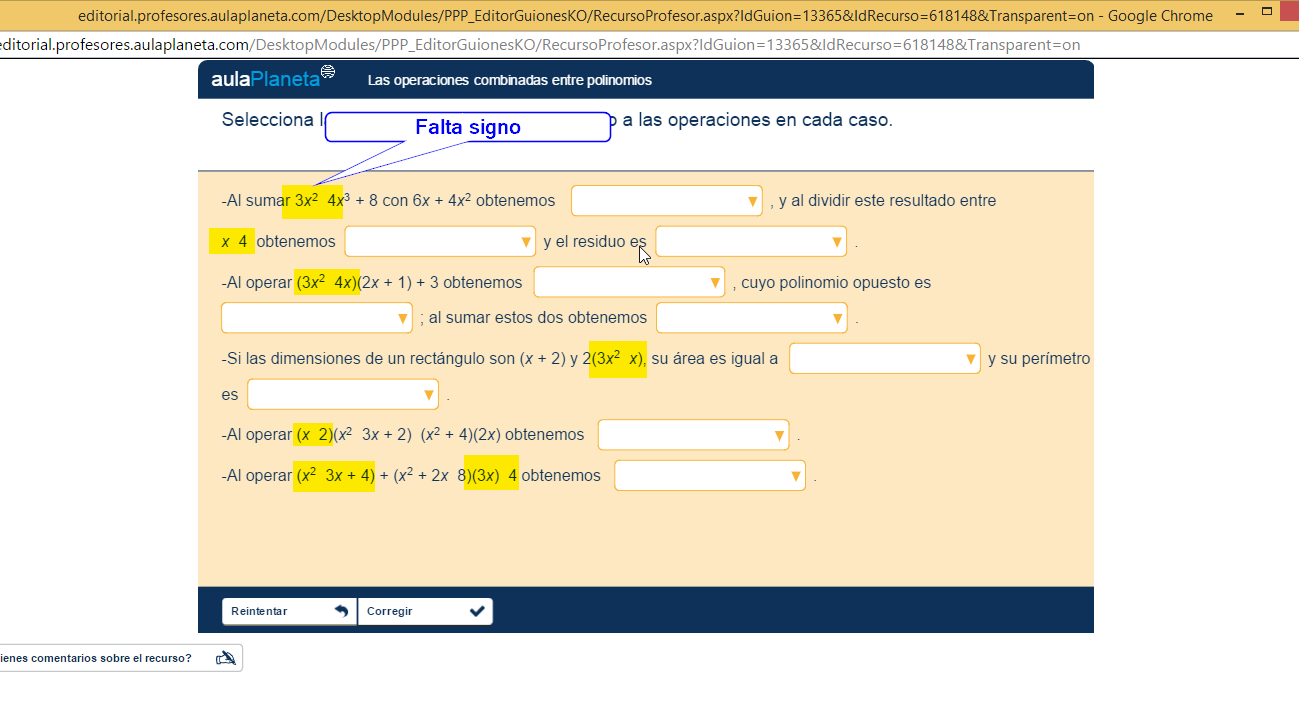 editorial.profesores.aulaplaneta.com/DesktopModules/PPP_EditorGuionesKO/RecursoProfesor.aspx?IdGuion=13365&IdRecurso=618148&Transparent=on - Google Chrome
editorial.profesores.aulaplaneta.com/DesktopModules/PPP_EditorGuionesKO/RecursoProfesor.aspx?IdGuion=13365&IdRecurso=618148&Transparent=on
aulaPlaneta Las operaciones combinadas entre polinomios
Selecciona l Falta signo o a las operaciones en cada caso.
-Al sumar 3x² 4x³ + 8 con 6x + 4x² obtenemos , y al dividir este resultado entre
x 4 obtenemos y el residuo es .
-Al operar (3x² 4x)(2x + 1) + 3 obtenemos , cuyo polinomio opuesto es
; al sumar estos dos obtenemos .
-Si las dimensiones de un rectángulo son (x + 2) y 2(3x² x), su área es igual a y su perímetro
es .
-Al operar (x 2)(x² 3x + 2) (x² + 4)(2x) obtenemos .
-Al operar (x² 3x + 4) + (x² + 2x 8)(3x) 4 obtenemos .
Reintentar Corregir
ienes comentarios sobre el recurso?